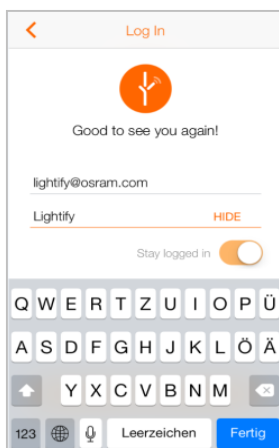 Log In
Good to see you again!
lightify@osram.com
Lightify HIDE
Stay logged in
Q W E R T Z U I O P Ü
A S D F G H J K L Ö Ä
Y X C V B N M
123 Leerzeichen Fertig